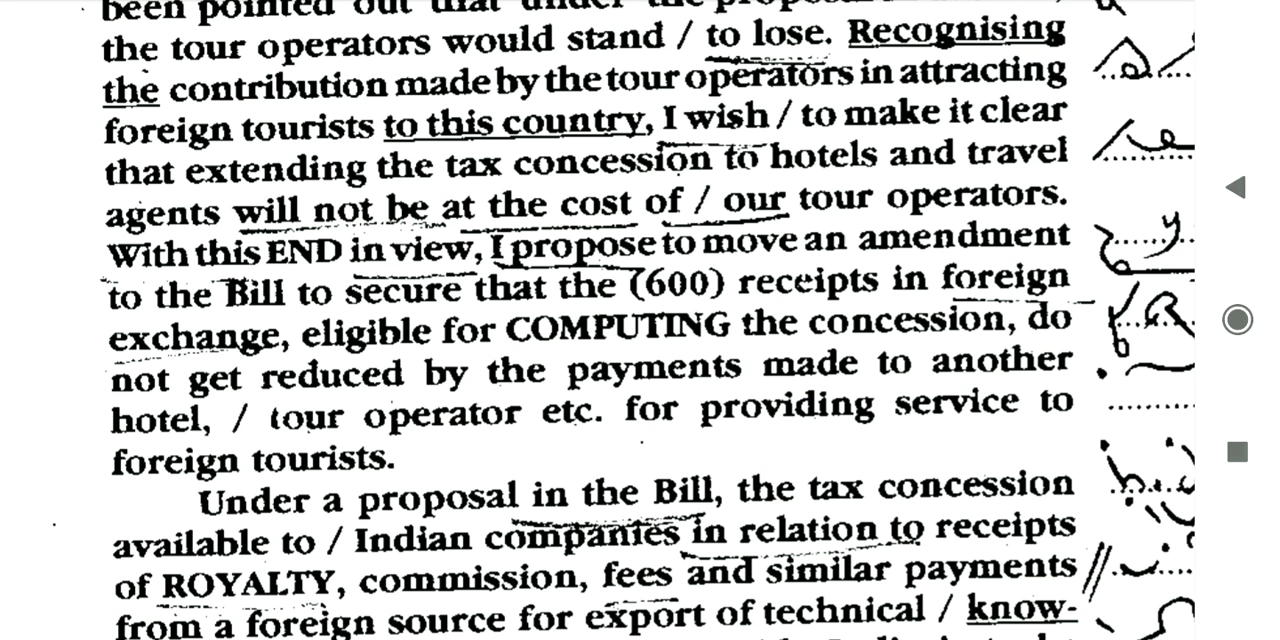 been pointed out that under the
the tour operators would stand / to lose. Recognising
the contribution made by the tour operators in attracting
foreign tourists to this country, I wish / to make it clear
that extending the tax concession to hotels and travel
agents will not be at the cost of / our tour operators.
With this END in view, I propose to move an amendment
to the Bill to secure that the (600) receipts in foreign
exchange, eligible for COMPUTING the concession, do
not get reduced by the payments made to another
hotel, / tour operator etc. for providing service to
foreign tourists.
Under a proposal in the Bill, the tax concession
available to / Indian companies in relation to receipts
of ROYALTY, commission, fees and similar payments
from a foreign source for export of technical / know-